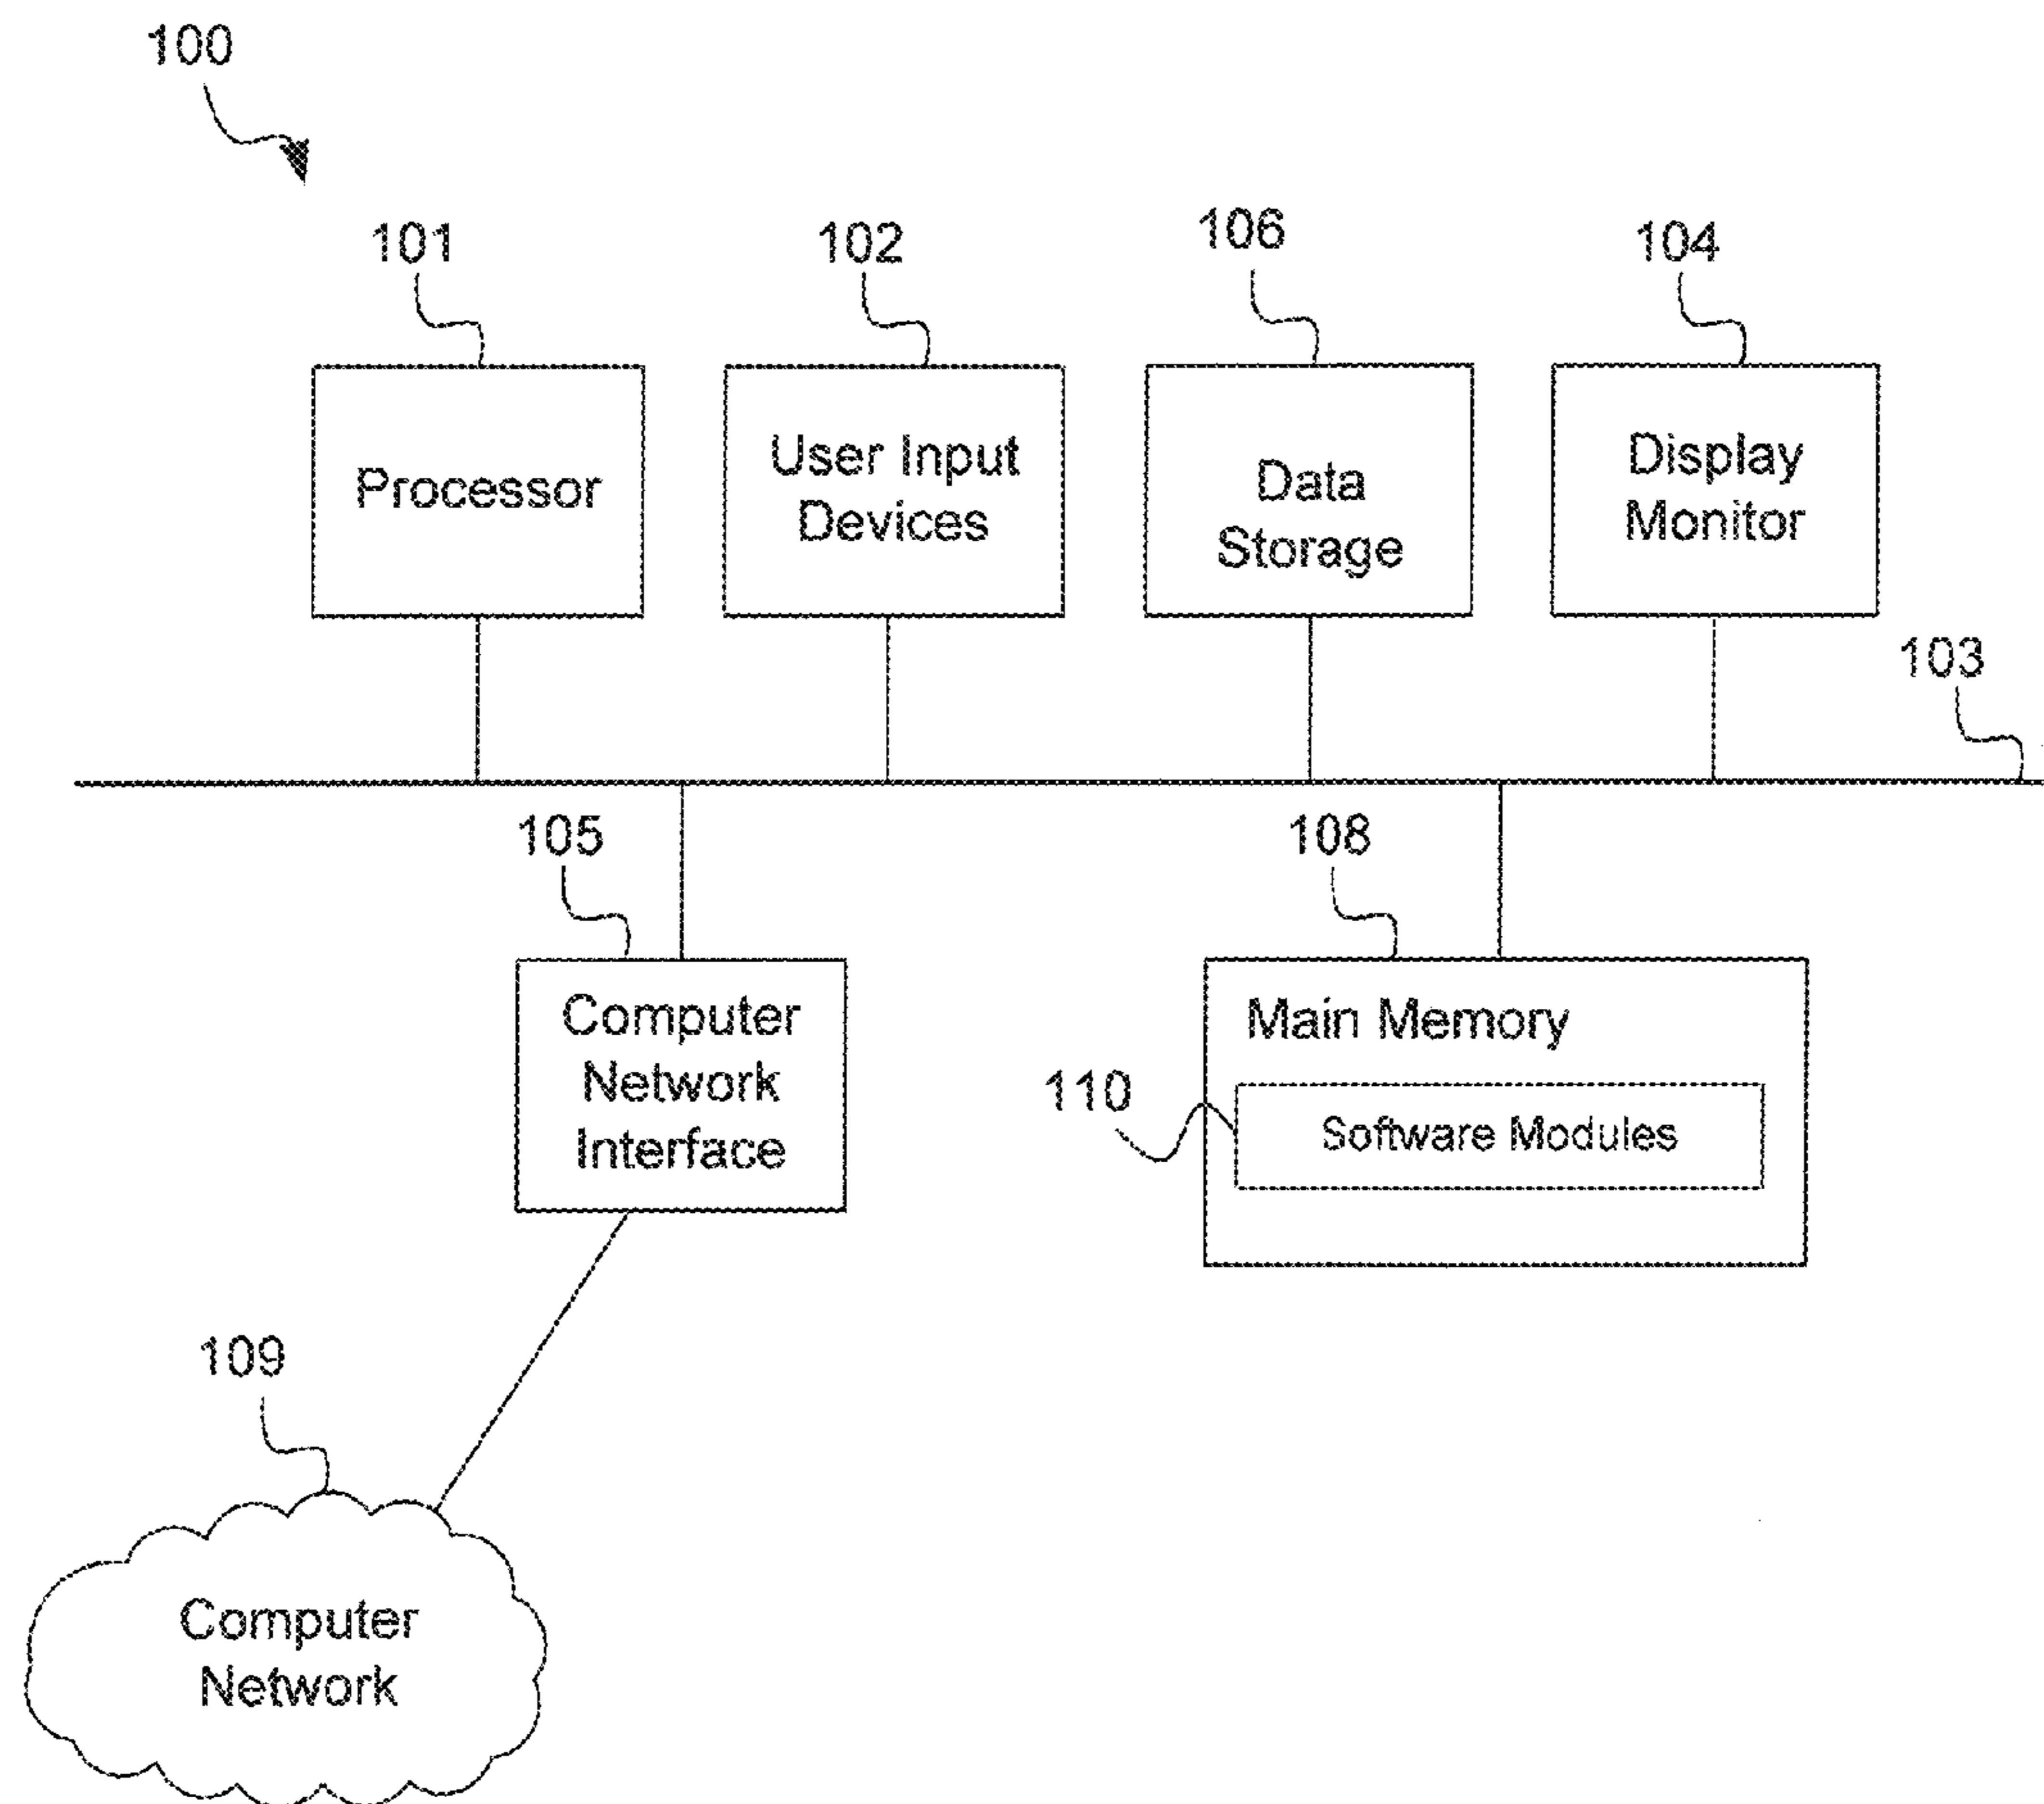 100
101
102
106
104
Processor
User Input
Devices
Data
Storage
Display
Monitor
103
105
108
Computer
Network
Interface
Main Memory
110
Software Modules
109
Computer
Network